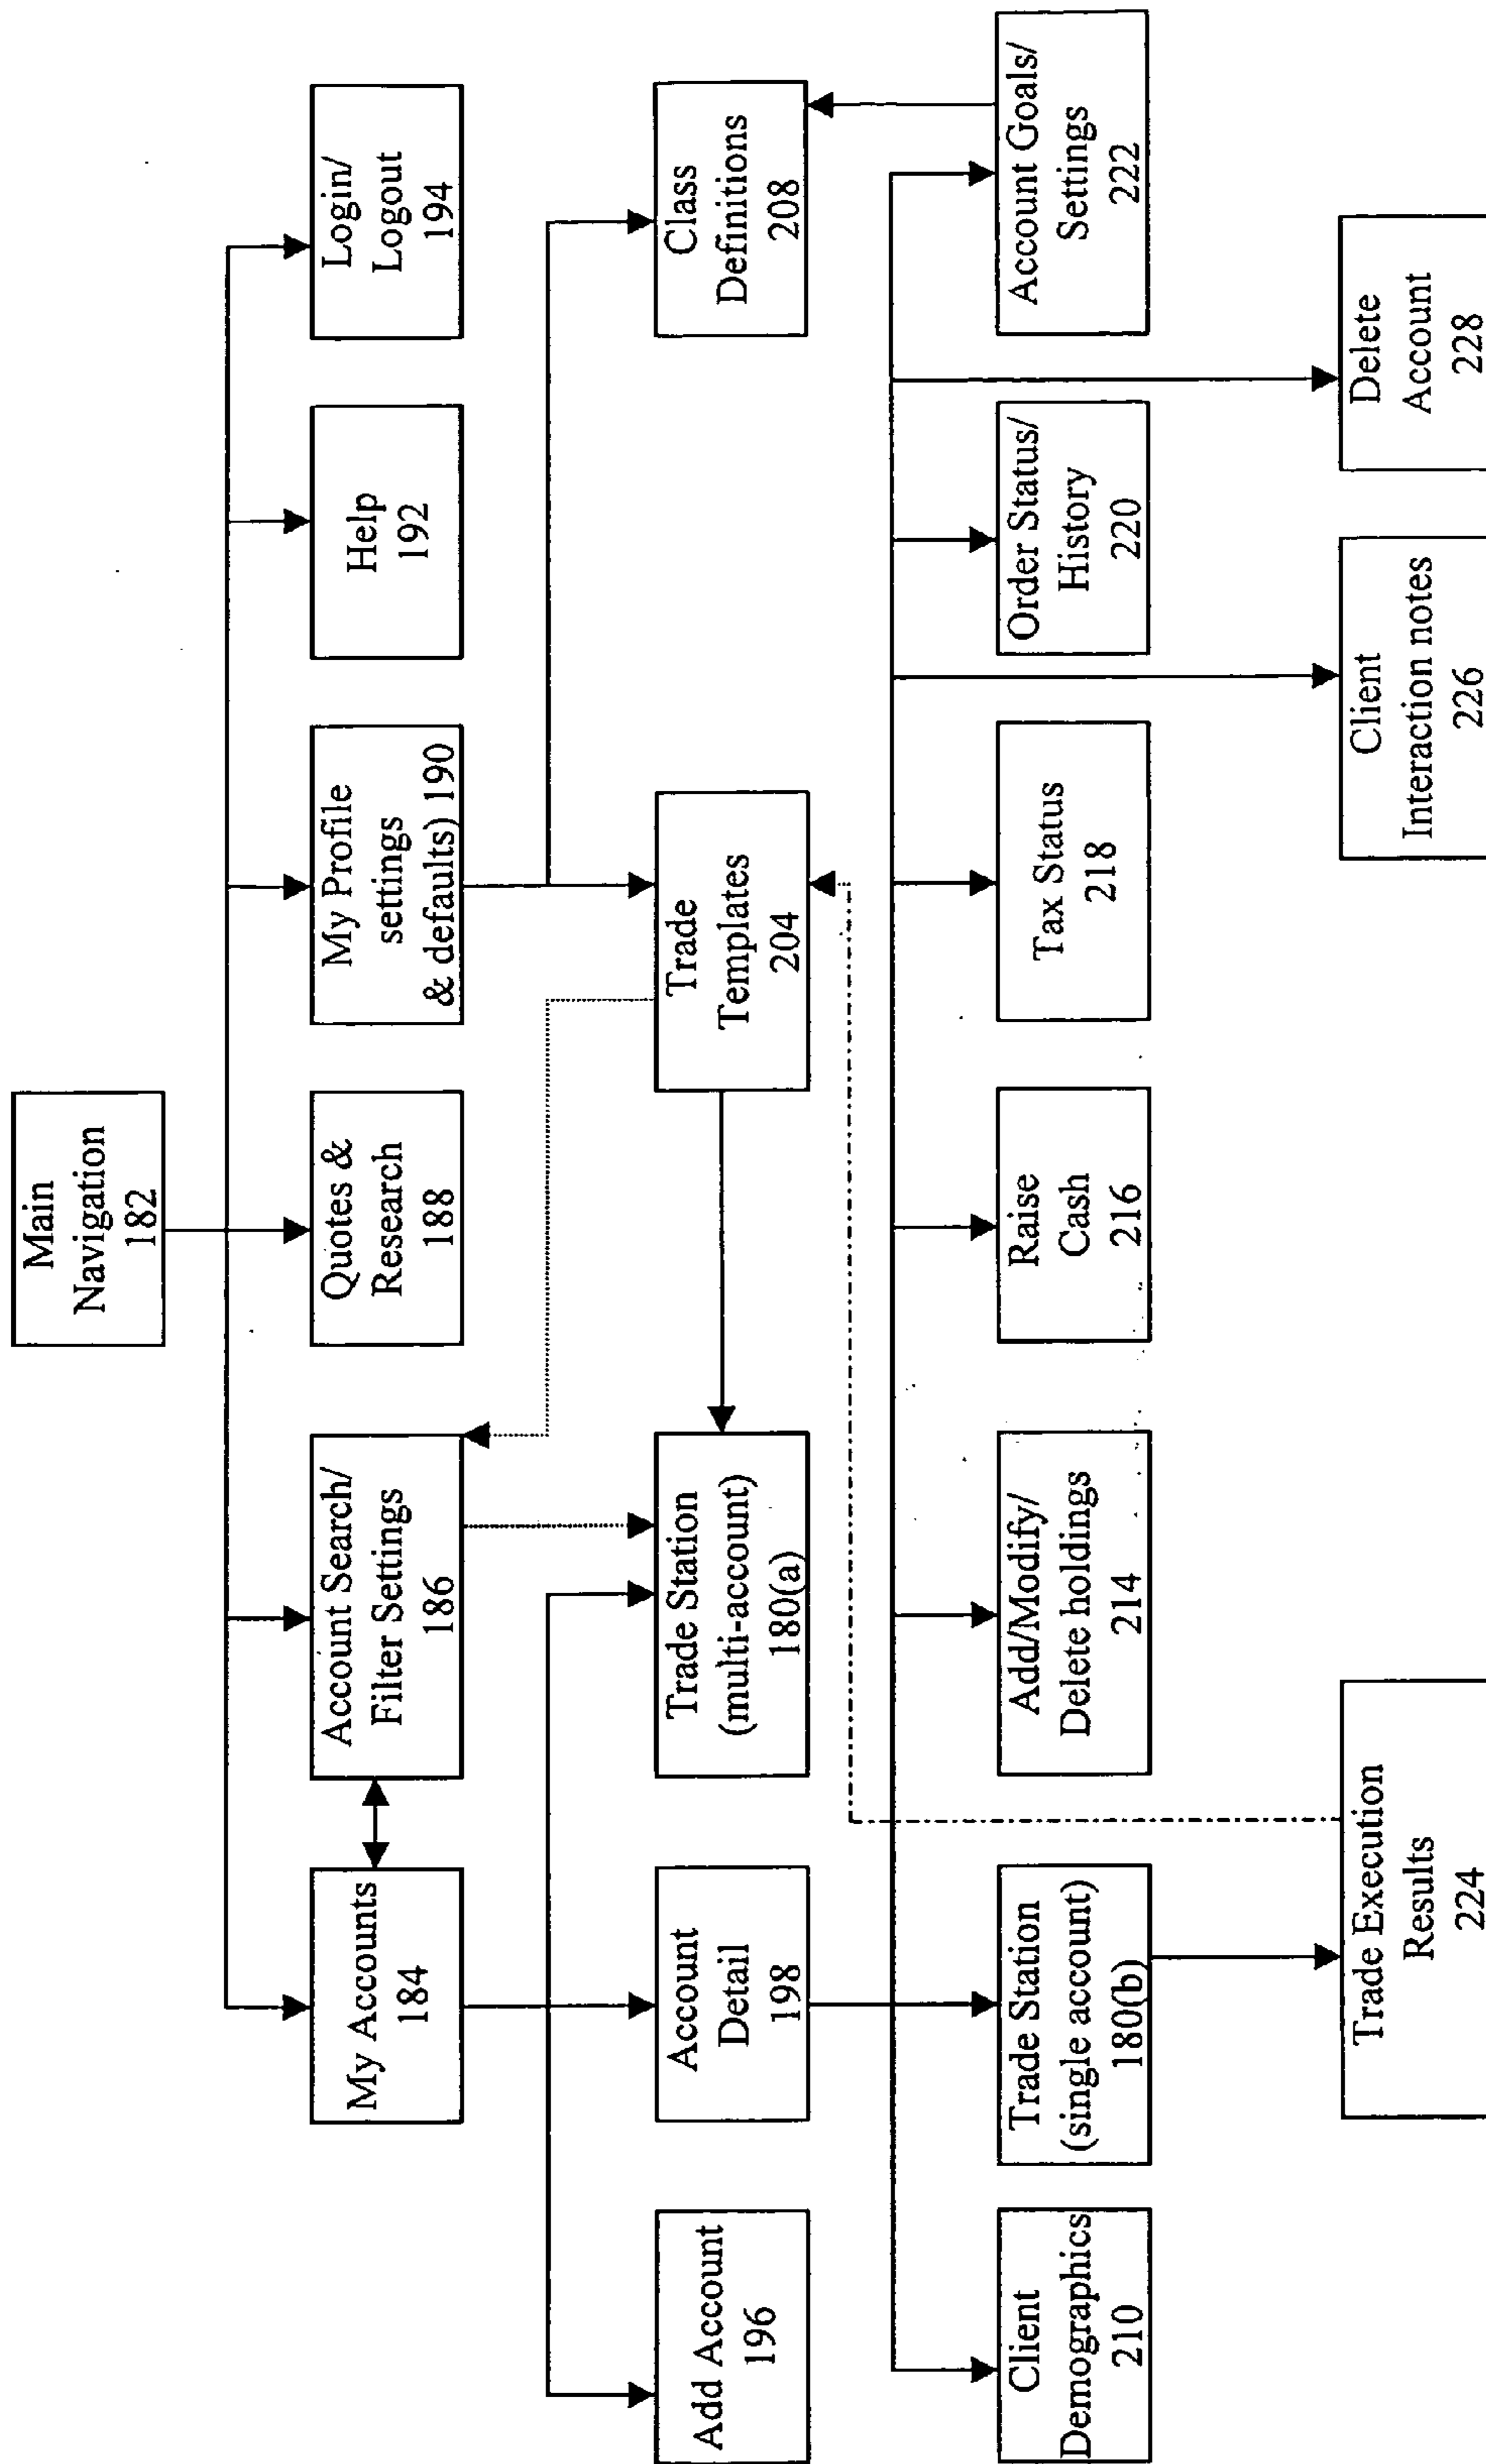 Main
Navigation
182
My Accounts
184
Account Search/
Filter Settings
186
Quotes &
Research
188
My Profile
settings
& defaults) 190
Help
192
Login/
Logout
194
Add Account
196
Account
Detail
198
Trade Station
(multi-account)
180(a)
Trade
Templates
204
Class
Definitions
208
Client
Demographics
210
Trade Station
(single account)
180(b)
Add/Modify/
Delete holdings
214
Raise
Cash
216
Tax Status
218
Order Status/
History
220
Account Goals/
Settings
222
Trade Execution
Results
224
Client
Interaction notes
226
Delete
Account
228